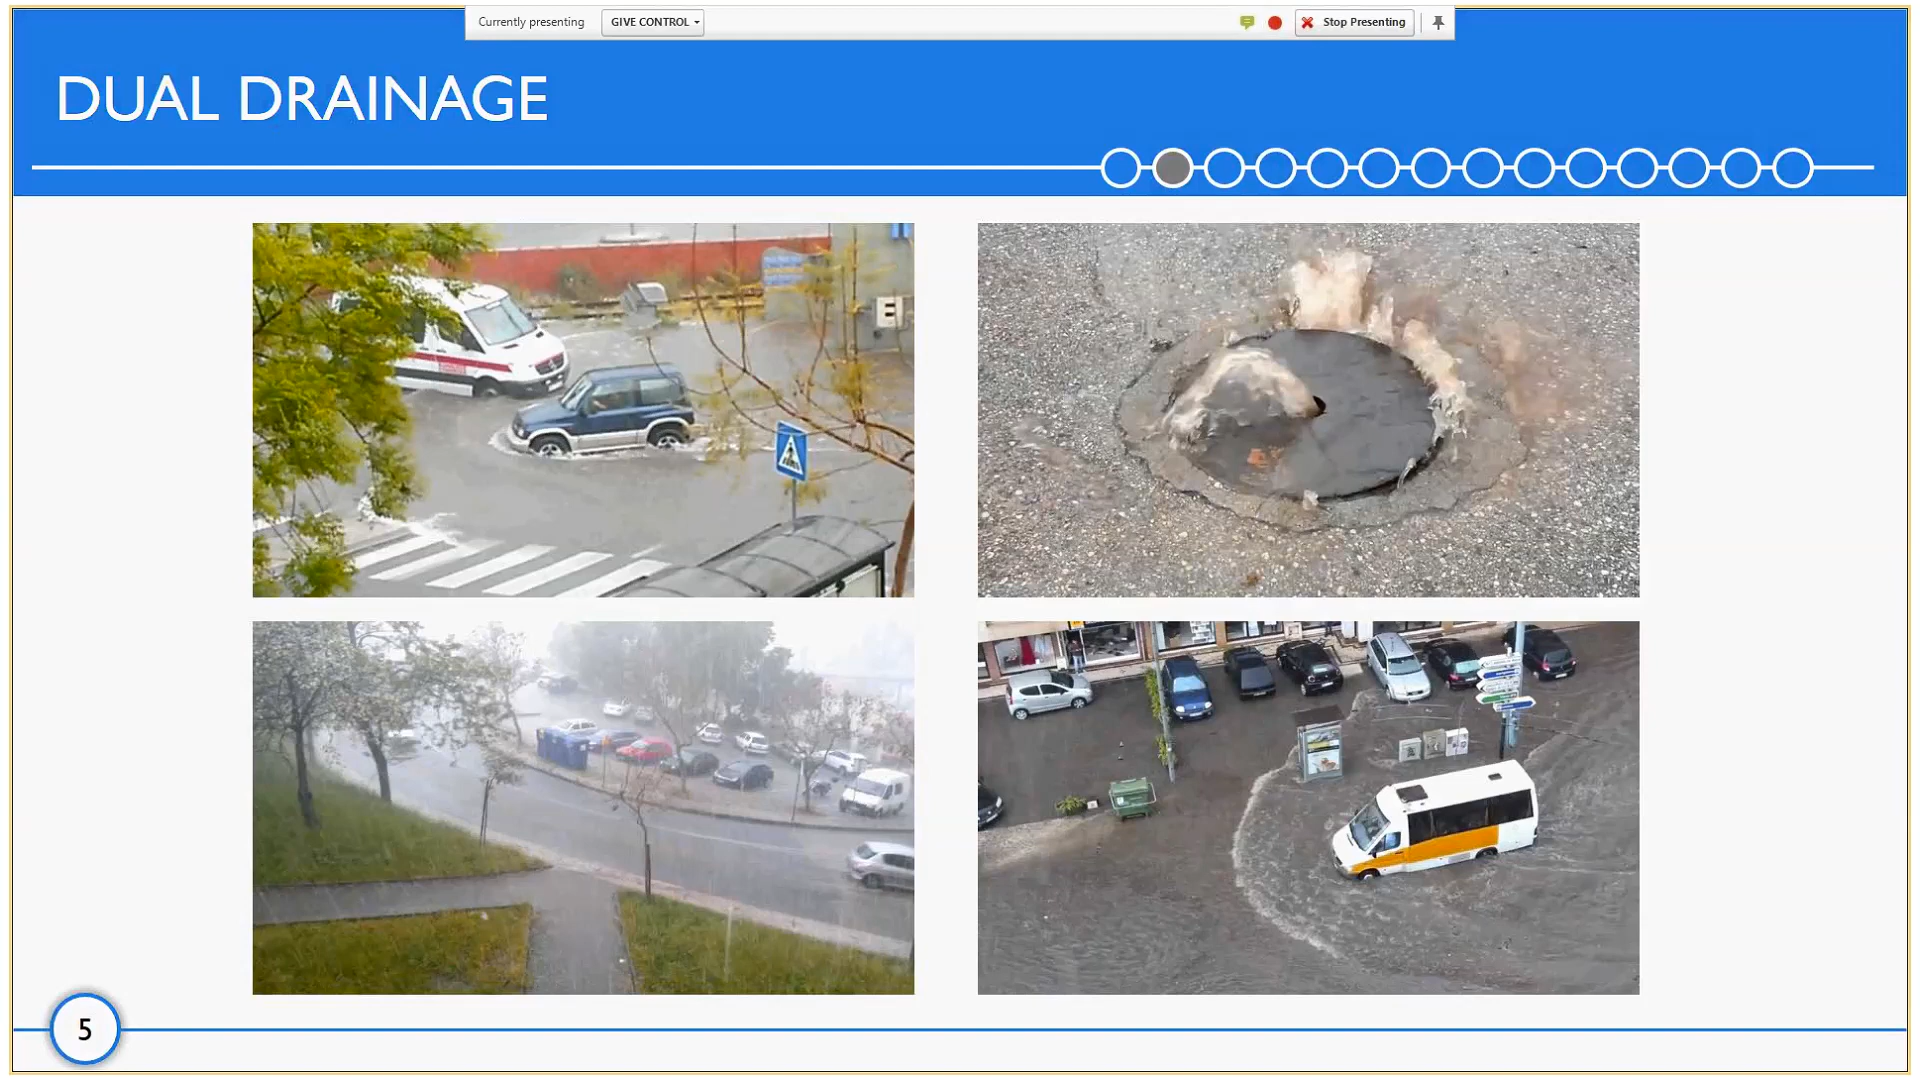 Currently presenting
GIVE CONTROL
Stop Presenting
DUAL DRAINAGE
5